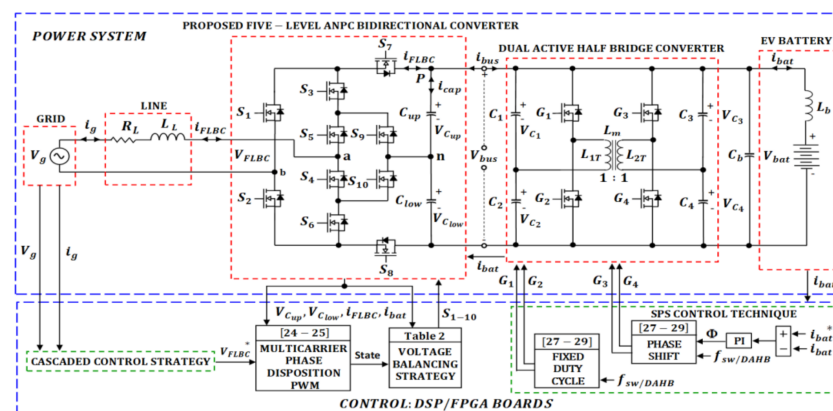 PROPOSED FIVE – LEVEL ANPC BIDIRECTIONAL CONVERTER
POWER SYSTEM
S7
iFLBC
P
ibus
DUAL ACTIVE HALF BRIDGE CONVERTER
EV BATTERY
ibat
ibat
S3
icap
S1
GRID
LINE
ig
RL
LL
iFLBC
Cup
VCup
C1
VC1
G1
G3
C3
VC3
Lb
S5
S9
Lm
Vg
VFLBC
a
n
Vbus
L1T
L2T
Cb
Vbat
b
S4
S10
1 : 1
S2
Clow
VClow
C2
VC2
G2
G4
C4
VC4
S6
S8
ibat
G1
G2
G3
G4
ibat
Vg
ig
VCup, VClow, iFLBC, ibat
S1−10
SPS CONTROL TECHNIQUE
[24 – 25]
MULTICARRIER
PHASE
DISPOSITION
PWM
Table 2
VOLTAGE
BALANCING
STRATEGY
[27 – 29]
FIXED
DUTY
CYCLE
[27 – 29]
PHASE
SHIFT
Φ
PI
+
−
ibat*
ibat
fsw/DAHB
CASCADED CONTROL STRATEGY
VFLBC*
State
fsw/DAHB
CONTROL: DSP/FPGA BOARDS